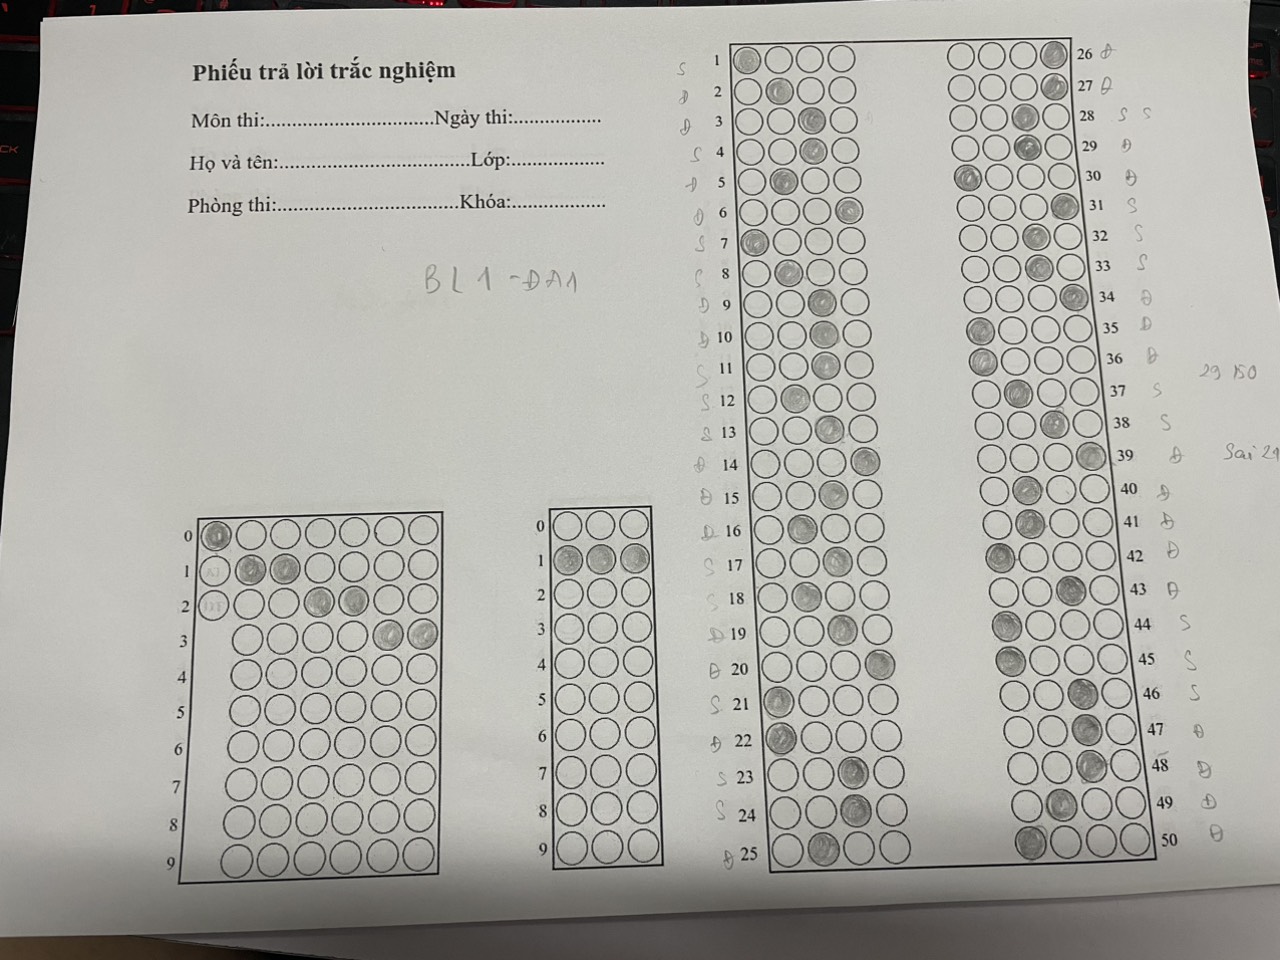 Phiếu trả lời trắc nghiệm
Môn thi:................................Ngày thi:.................
Họ và tên:....................................Lớp:..................
Phòng thi:..................................Khóa:..................
BL1 - ĐA1
0
1
2
3
4
5
6
7
8
9
0
1
2
3
4
5
6
7
8
9
S 1
Đ 2
Đ 3
S 4
Đ 5
Đ 6
S 7
S 8
Đ 9
Đ 10
S 11
S 12
S 13
Đ 14
Đ 15
Đ 16
S 17
S 18
Đ 19
Đ 20
S 21
Đ 22
S 23
S 24
Đ 25
26 Đ
27 Đ
28 S S
29 Đ
30 Đ
31 S
32 S
33 S
34 Đ
35 Đ
36 Đ
37 S
38 S
39 Đ
40 Đ
41 Đ
42 Đ
43 Đ
44 S
45 S
46 S
47 Đ
48 Đ
49 Đ
50 Đ
29 150
Sai 21